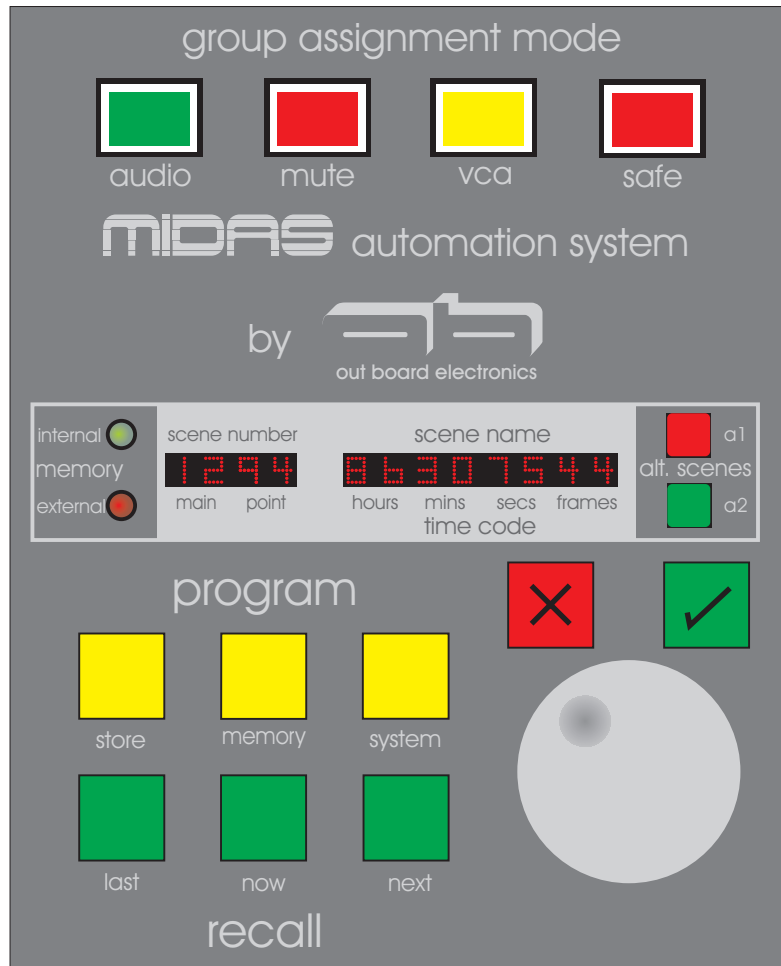 group assignment mode
audio mute vca safe
MIDAS automation system
by
out board electronics
internal
memory
external
scene number
1294
main point
scene name
86307544
hours mins secs frames
time code
a1
alt. scenes
a2
program
store memory system
last now next
recall